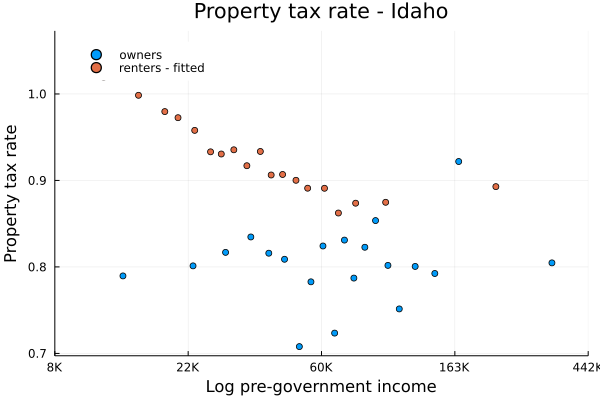 Property tax rate - Idaho
owners
renters - fitted
Property tax rate
1.0
0.9
0.8
0.7
8K
22K
60K
163K
442K
Log pre-government income